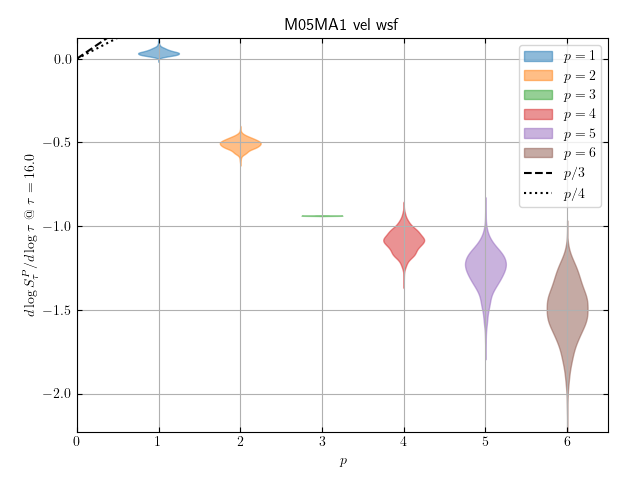 M05MA1 vel wsf
d log S_τ^P / d log τ @ τ = 16.0
0.0
−0.5
−1.0
−1.5
−2.0
0 1 2 3 4 5 6
p
p = 1
p = 2
p = 3
p = 4
p = 5
p = 6
p/3
p/4